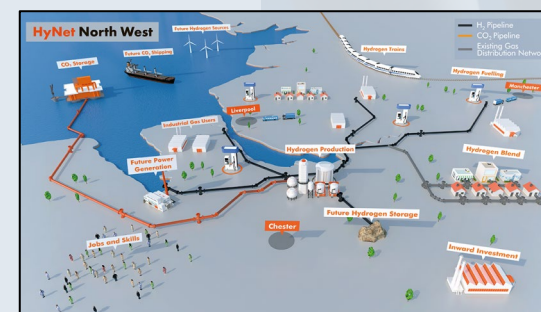 HyNet North West
Future Hydrogen Sources
H₂ Pipeline
CO₂ Pipeline
Existing Gas
Distribution Netwo
Future CO₂ Shipping
CO₂ Storage
Hydrogen Trains
Hydrogen Fuelling
Manchester
Liverpool
Industrial Gas Users
Hydrogen Production
Hydrogen Blend
Future Power
Generation
Future Hydrogen Storage
Chester
Jobs and Skills
Inward Investment